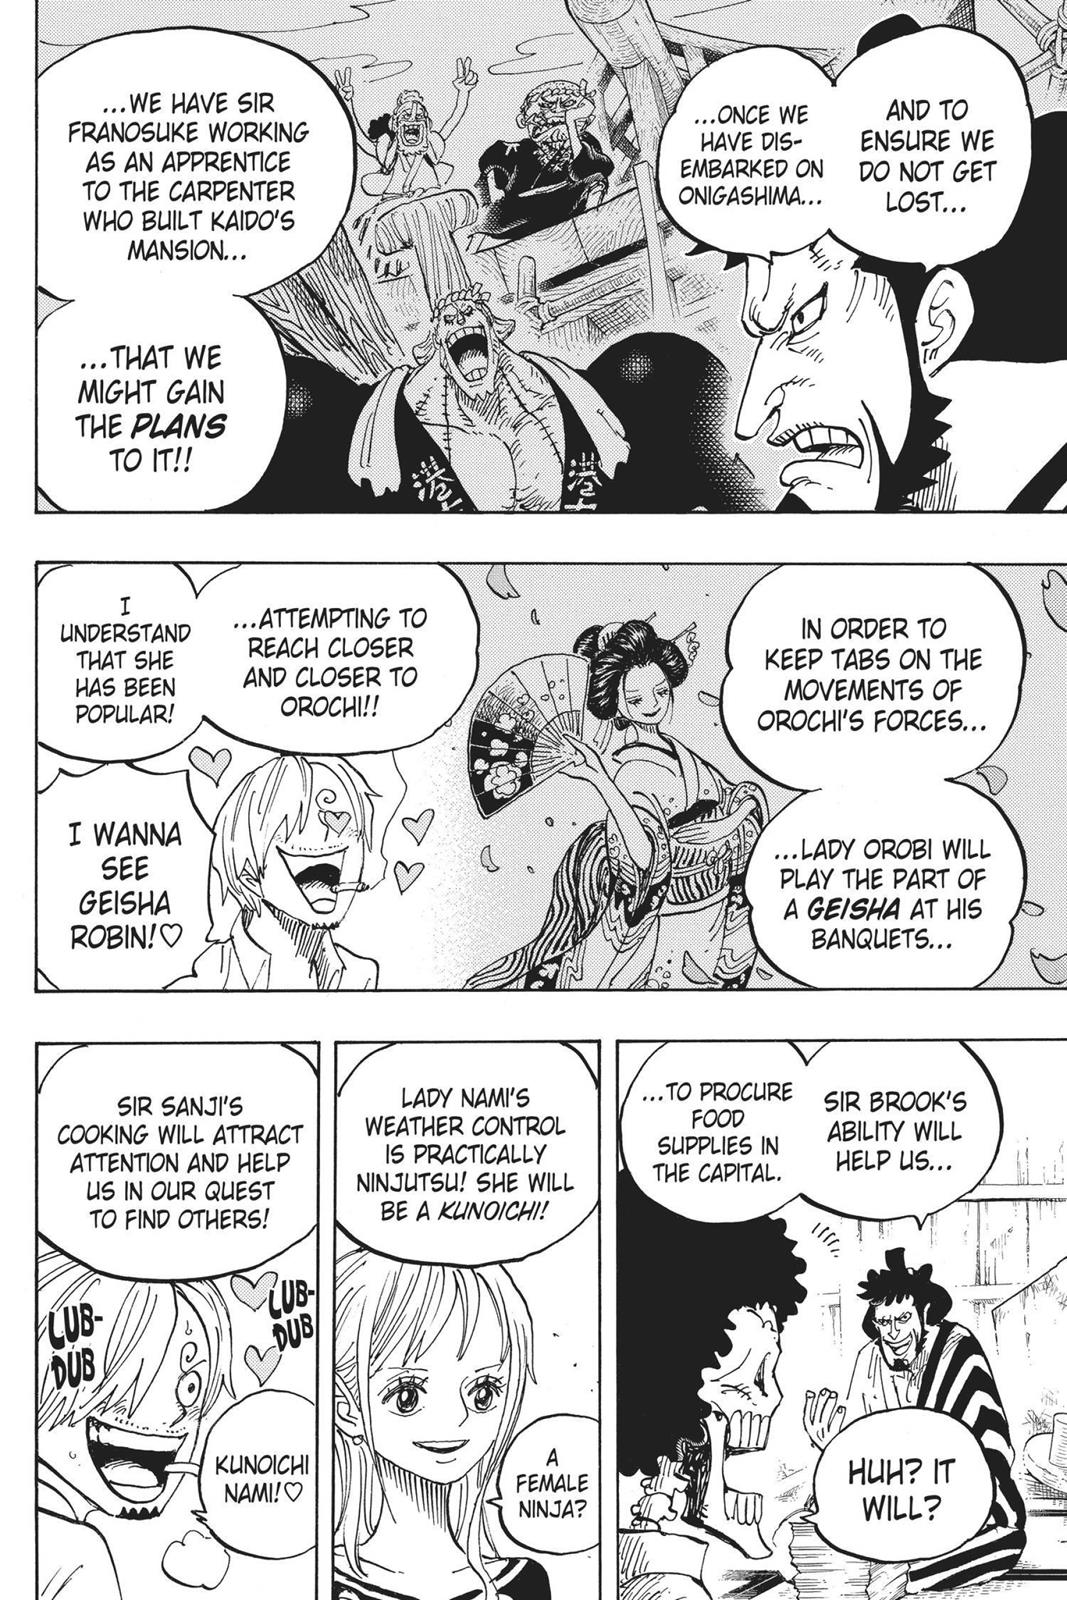 AND TO
ENSURE WE
DO NOT GET
LOST...
...ONCE WE
HAVE DIS-
EMBARKED ON
ONIGASHIMA...
...WE HAVE SIR
FRANOSUKE WORKING
AS AN APPRENTICE
TO THE CARPENTER
WHO BUILT KAIDO'S
MANSION...
...THAT WE
MIGHT GAIN
THE PLANS
TO IT!!
港
港
IN ORDER TO
KEEP TABS ON THE
MOVEMENTS OF
OROCHI'S FORCES...
...LADY OROBI WILL
PLAY THE PART OF
A GEISHA AT HIS
BANQUETS...
...ATTEMPTING TO
REACH CLOSER
AND CLOSER TO
OROCHI!!
I
UNDERSTAND
THAT SHE
HAS BEEN
POPULAR!
I WANNA
SEE
GEISHA
ROBIN!♡
SIR BROOK'S
ABILITY WILL
HELP US...
...TO PROCURE
FOOD
SUPPLIES IN
THE CAPITAL.
HUH? IT
WILL?
LADY NAMI'S
WEATHER CONTROL
IS PRACTICALLY
NINJUTSU! SHE WILL
BE A KUNOICHI!
A
FEMALE
NINJA?
SIR SANJI'S
COOKING WILL ATTRACT
ATTENTION AND HELP
US IN OUR QUEST
TO FIND OTHERS!
LUB-
DUB
LUB-
DUB
KUNOICHI
NAMI!♡